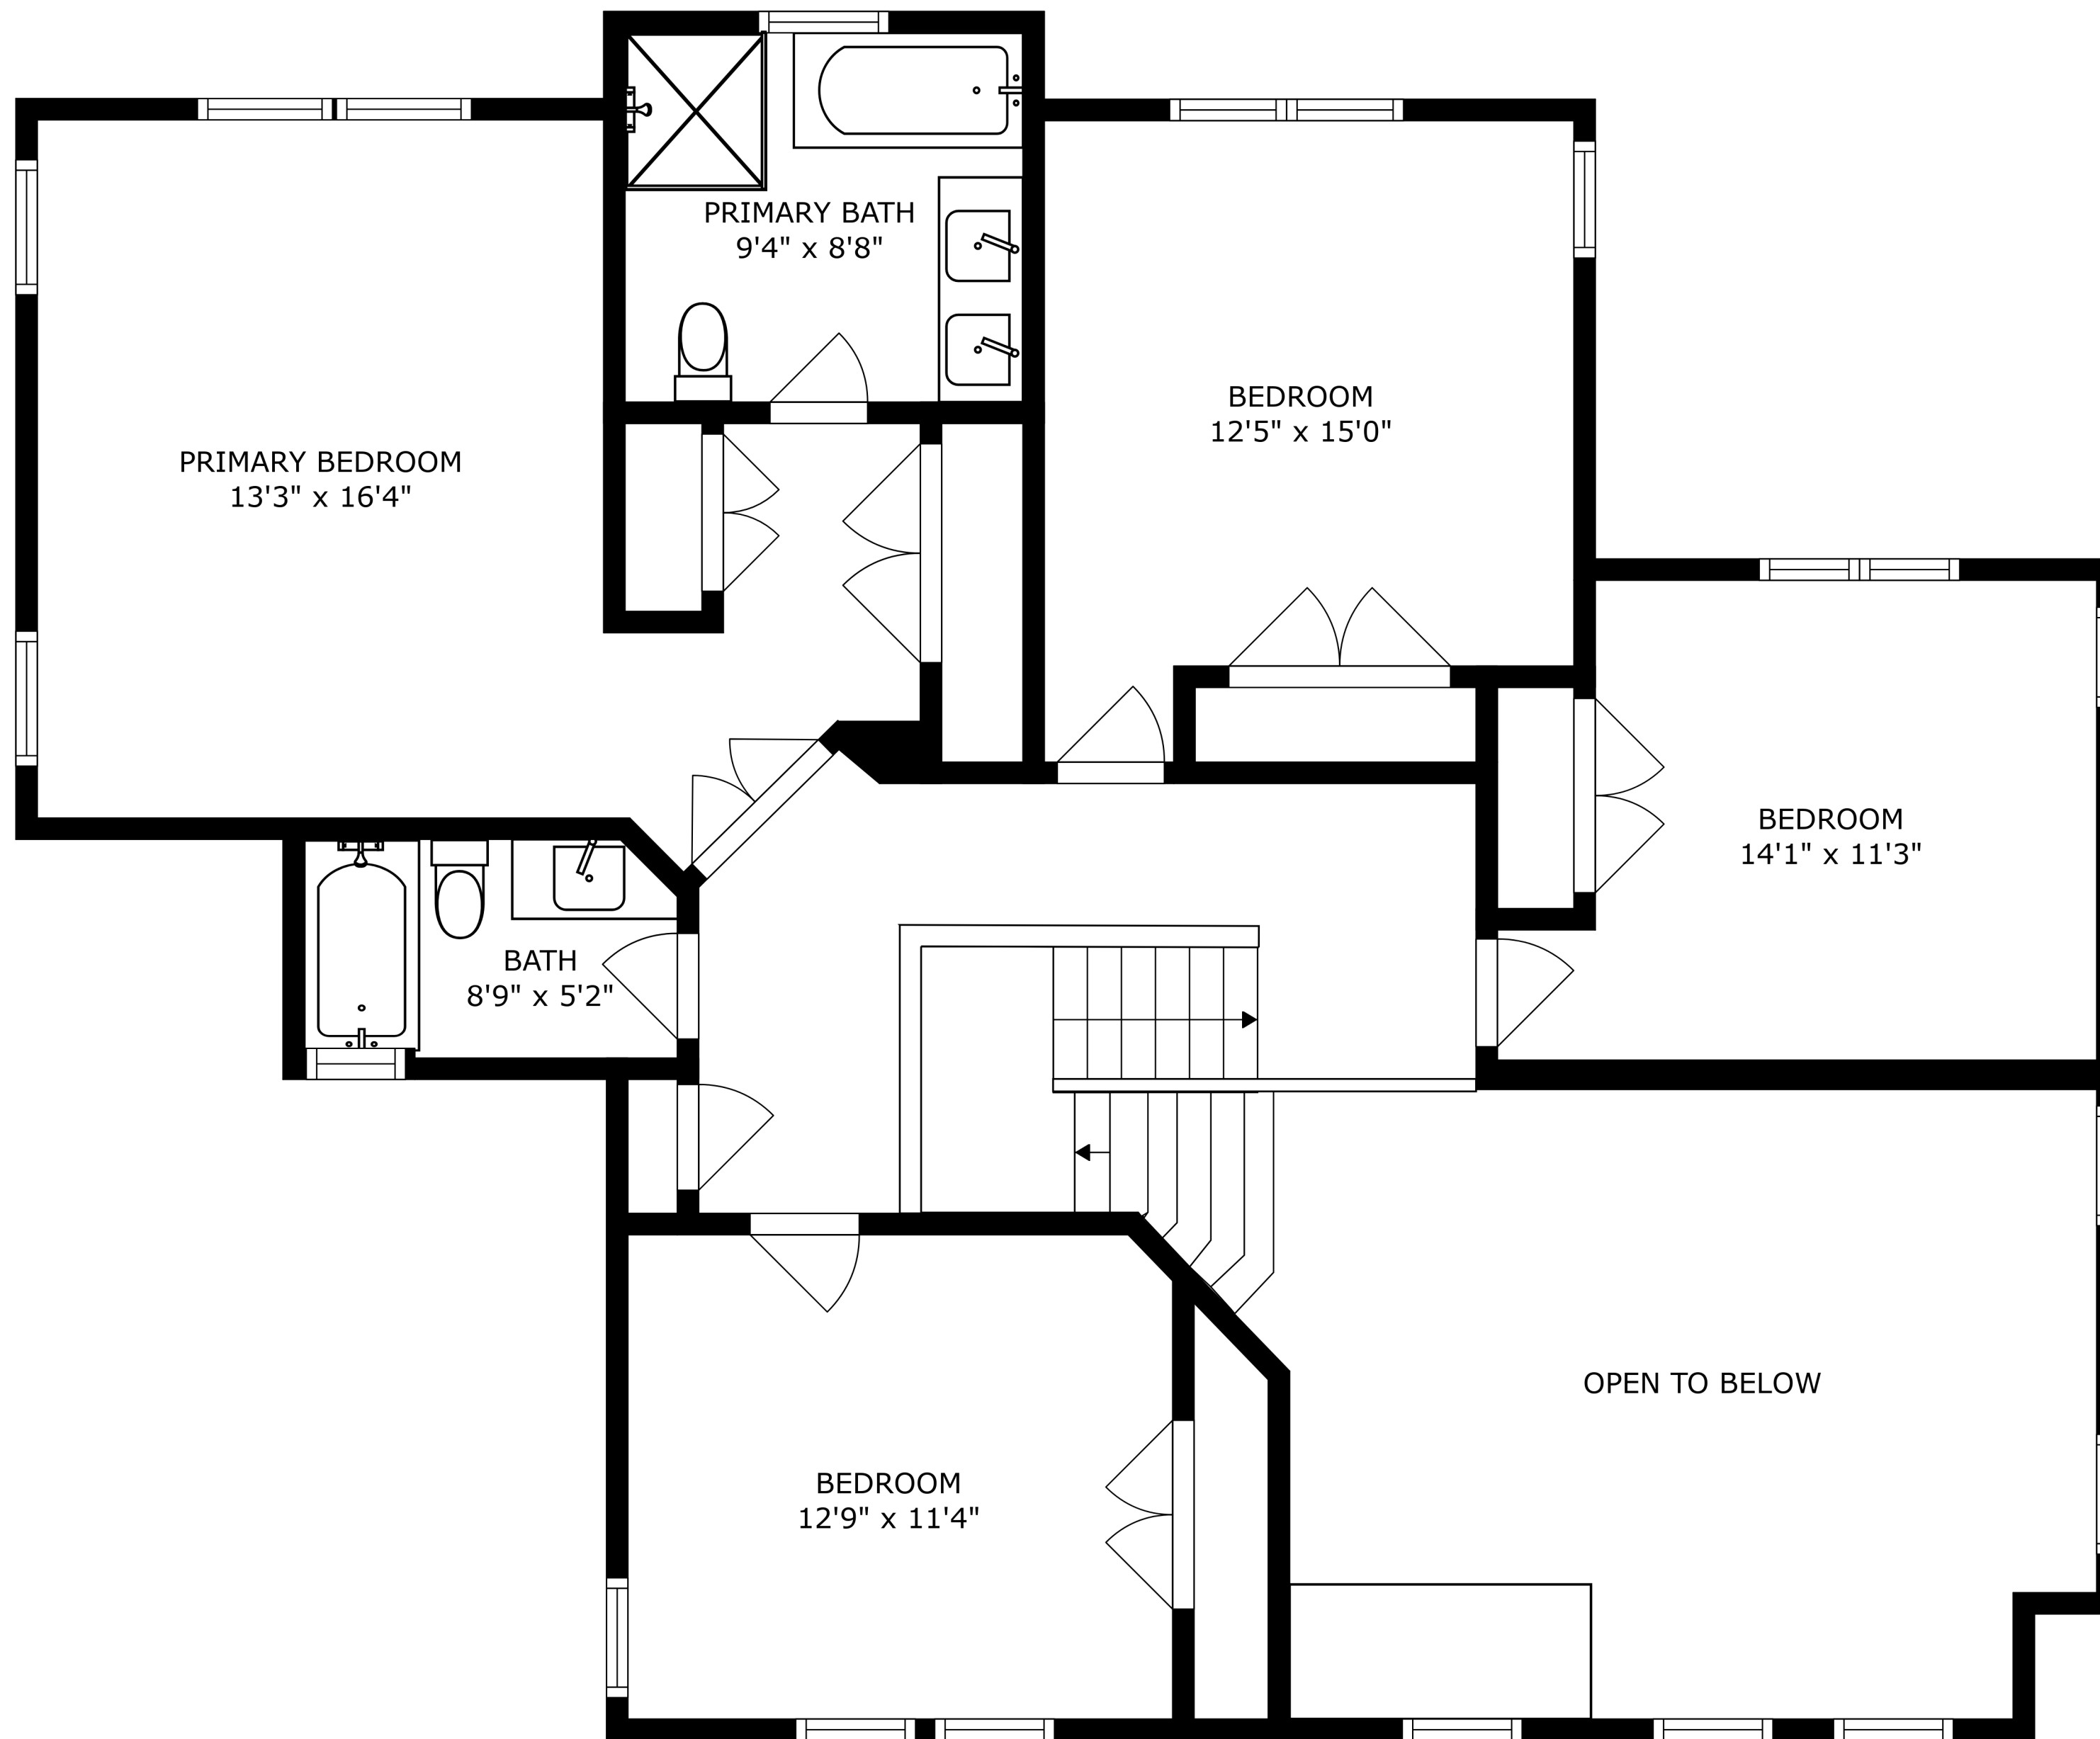 PRIMARY BATH
9'4" x 8'8"
BEDROOM
12'5" x 15'0"
PRIMARY BEDROOM
13'3" x 16'4"
BEDROOM
14'1" x 11'3"
BATH
8'9" x 5'2"
OPEN TO BELOW
BEDROOM
12'9" x 11'4"